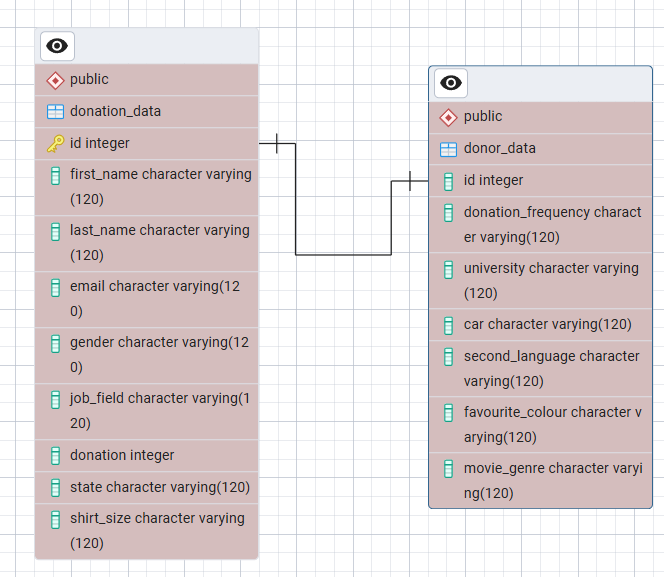 public
donation_data
id integer
first_name character varying
(120)
last_name character varying
(120)
email character varying(12
0)
gender character varying(12
0)
job_field character varying(1
20)
donation integer
state character varying(120)
shirt_size character varying
(120)
public
donor_data
id integer
donation_frequency charact
er varying(120)
university character varying
(120)
car character varying(120)
second_language character
varying(120)
favourite_colour character v
arying(120)
movie_genre character varyi
ng(120)